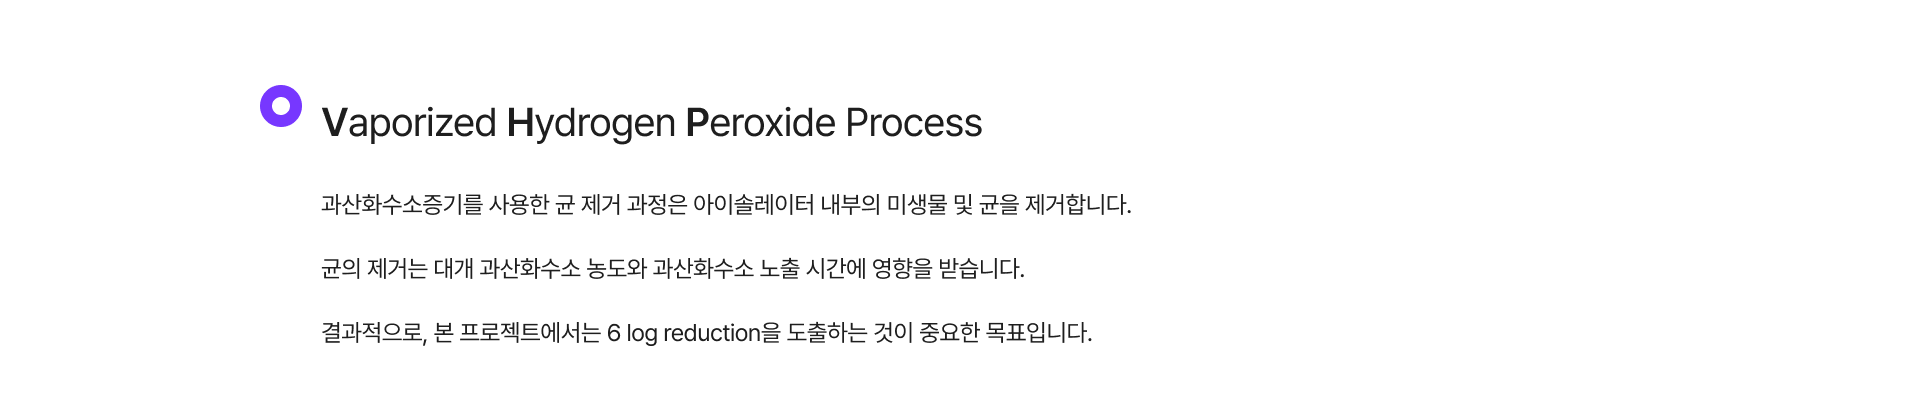 Vaporized Hydrogen Peroxide Process
과산화수소증기를 사용한 균 제거 과정은 아이솔레이터 내부의 미생물 및 균을 제거합니다.
균의 제거는 대개 과산화수소 농도와 과산화수소 노출 시간에 영향을 받습니다.
결과적으로, 본 프로젝트에서는 6 log reduction을 도출하는 것이 중요한 목표입니다.